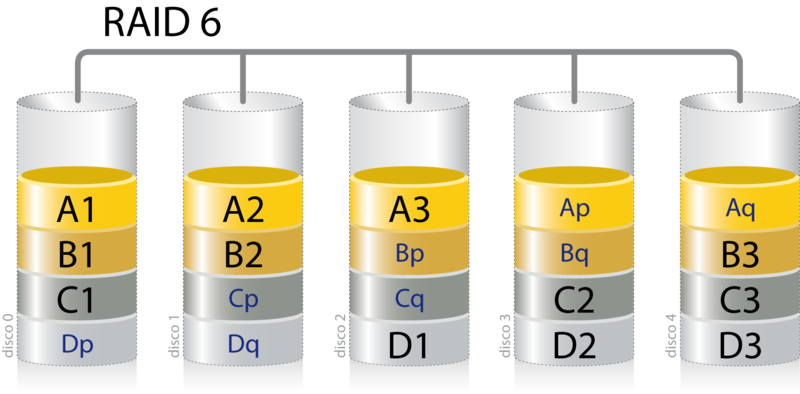 RAID 6
A1 A2 A3 Ap Aq
B1 B2 Bp Bq B3
C1 Cp Cq C2 C3
Dp Dq D1 D2 D3
disco 0
disco 1
disco 2
disco 3
disco 4